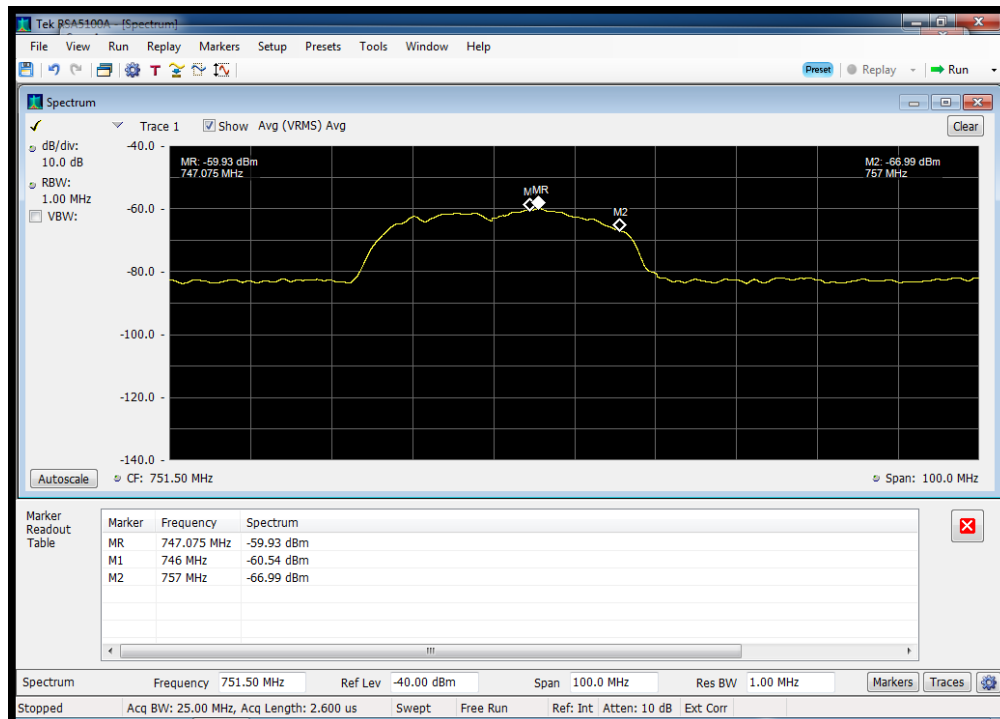 Tek RSA5100A - [Spectrum]
File View Run Replay Markers Setup Presets Tools Window Help
T Preset Replay Run
Spectrum
Trace 1 Show Avg (VRMS) Avg Clear
dB/div:
10.0 dB
RBW:
1.00 MHz
VBW:
-40.0
MR: -59.93 dBm
747.075 MHz
M2: -66.99 dBm
757 MHz
MR
M2
-60.0
-80.0
-100.0
-120.0
-140.0
Autoscale CF: 751.50 MHz Span: 100.0 MHz
Marker
Readout
Table
Marker Frequency Spectrum
MR 747.075 MHz -59.93 dBm
M1 746 MHz -60.54 dBm
M2 757 MHz -66.99 dBm
Spectrum Frequency 751.50 MHz Ref Lev -40.00 dBm Span 100.0 MHz Res BW 1.00 MHz Markers Traces
Stopped Acq BW: 25.00 MHz, Acq Length: 2.600 us Swept Free Run Ref: Int Atten: 10 dB Ext Corr